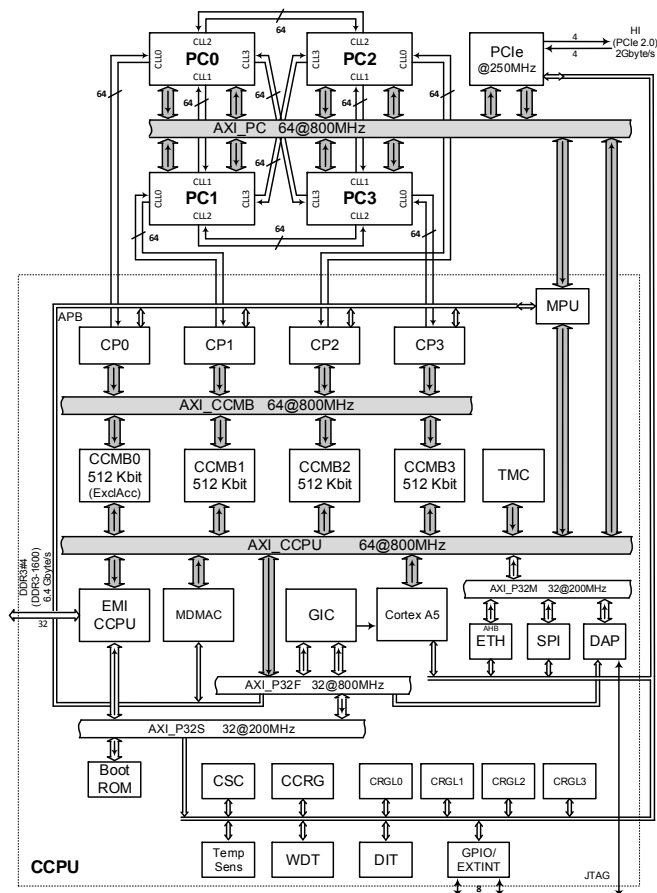 64
CLL2
PC0
CLL0
CLL3
CLL1
CLL2
PC2
CLL3
CLL0
CLL1
PCIe
@250MHz
4
4
HI
(PCIe 2.0)
2Gbyte/s
64
64
64
64
64
64
AXI_PC 64@800MHz
64
64
CLL1
PC1
CLL0
CLL3
CLL2
CLL1
PC3
CLL3
CLL0
CLL2
64
64
64
MPU
APB
CP0
CP1
CP2
CP3
AXI_CCMB 64@800MHz
CCMB0
512 Kbit
(ExclAcc)
CCMB1
512 Kbit
CCMB2
512 Kbit
CCMB3
512 Kbit
TMC
AXI_CCPU 64@800MHz
DDR3#4
(DDR3-1600)
6.4 Gbyte/s
32
EMI
CCPU
MDMAC
GIC
Cortex A5
AXI_P32M 32@200MHz
AHB
ETH
SPI
DAP
AXI_P32F 32@800MHz
AXI_P32S 32@200MHz
Boot
ROM
CSC
CCRG
CRGL0
CRGL1
CRGL2
CRGL3
Temp
Sens
WDT
DIT
GPIO/
EXTINT
CCPU
8
JTAG